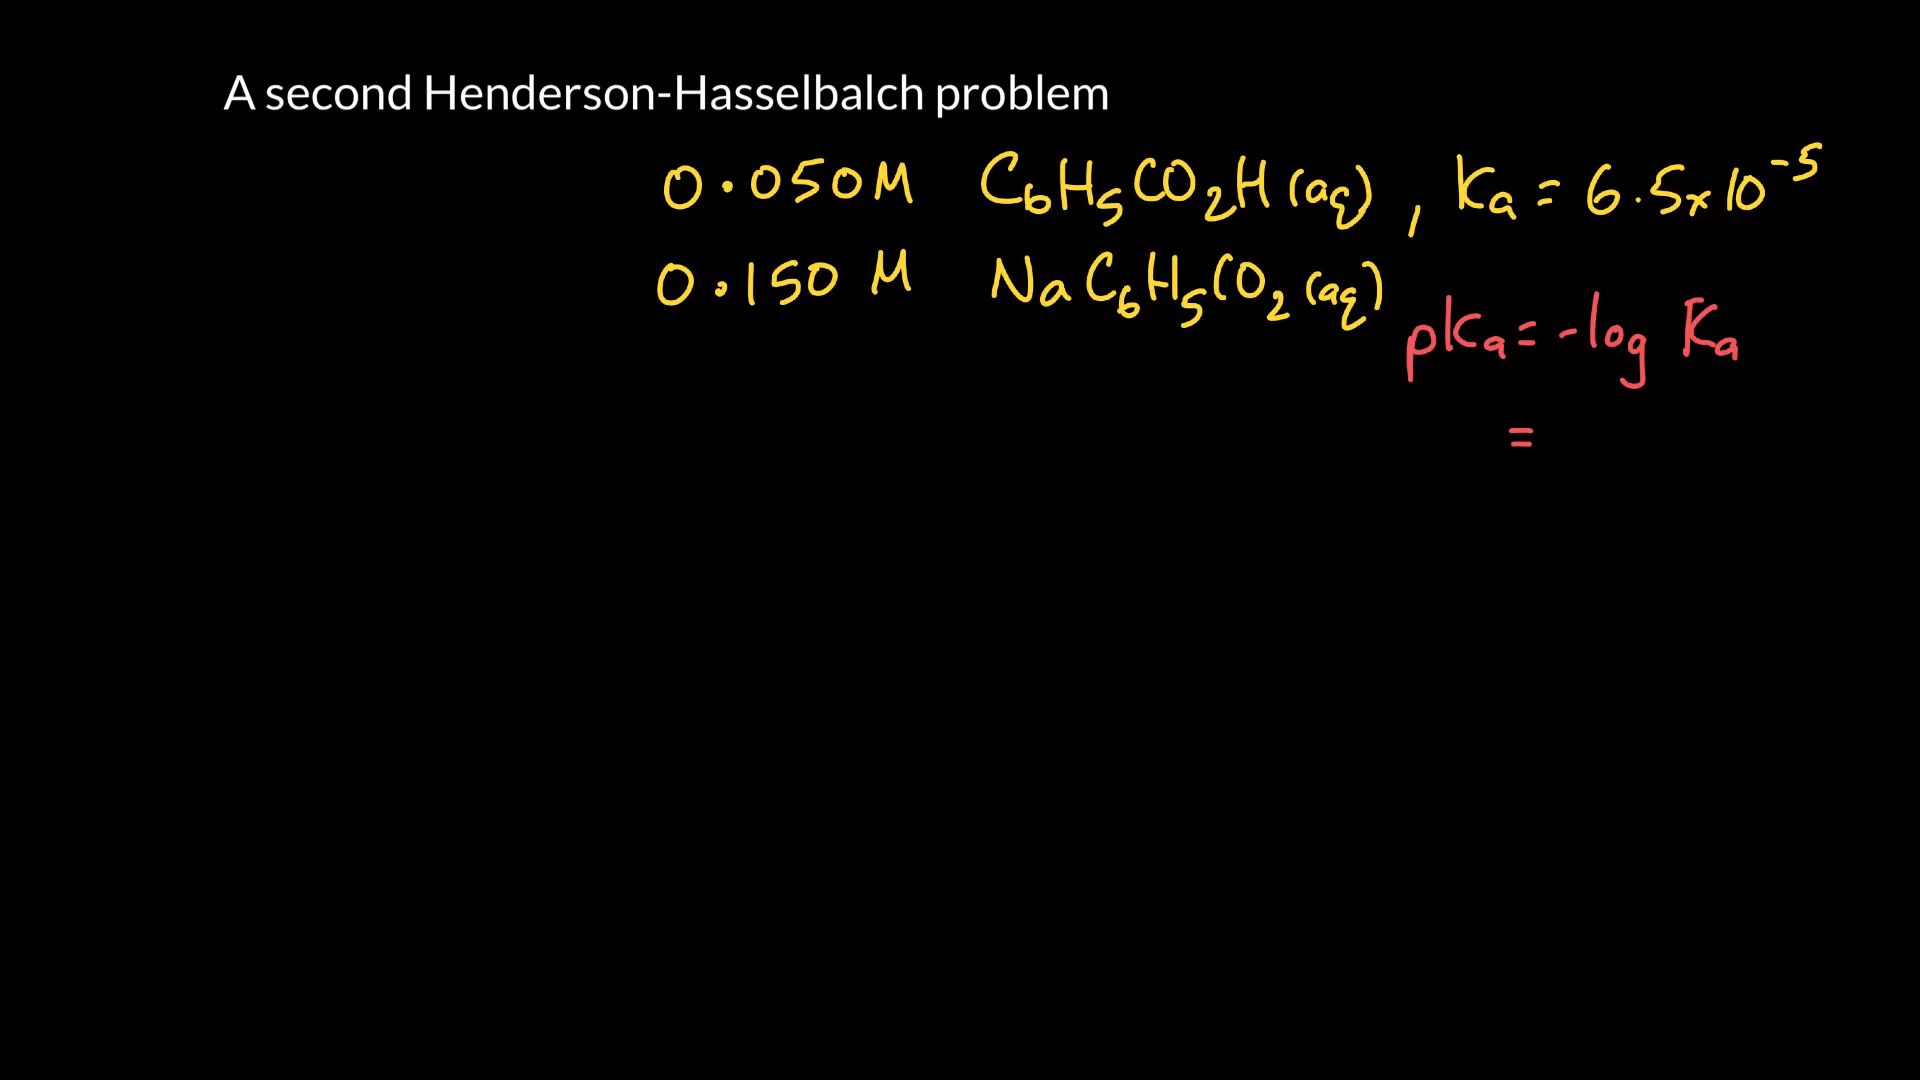 A second Henderson-Hasselbalch problem
0.050M C₆H₅CO₂H(aq), Ka = 6.5x10⁻⁵
0.150 M NaC₆H₅CO₂(aq)
pKa = -log Ka
=